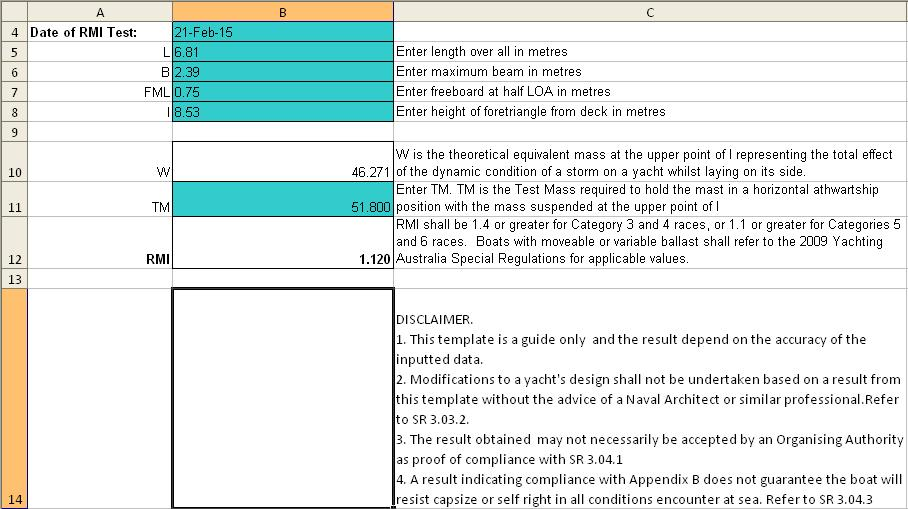 A B C
4 Date of RMI Test: 21-Feb-15
5 L 6.81 Enter length over all in metres
6 B 2.39 Enter maximum beam in metres
7 FML 0.75 Enter freeboard at half LOA in metres
8 I 8.53 Enter height of foretriangle from deck in metres
9
W is the theoretical equivalent mass at the upper point of I representing the total effect
10 W 46.271 of the dynamic condition of a storm on a yacht whilst laying on its side.
Enter TM. TM is the Test Mass required to hold the mast in a horizontal athwartship
11 TM 51.800 position with the mass suspended at the upper point of I
RMI shall be 1.4 or greater for Category 3 and 4 races, or 1.1 or greater for Categories 5
and 6 races.  Boats with moveable or variable ballast shall refer to the 2009 Yachting
12 RMI 1.120 Australia Special Regulations for applicable values.
13
DISCLAIMER.
1. This template is a guide only  and the result depend on the accuracy of the
inputted data.
2. Modifications to a yacht's design shall not be undertaken based on a result from
this template without the advice of a Naval Architect or similar professional.Refer
to SR 3.03.2.
3. The result obtained  may not necessarily be accepted by an Organising Authority
as proof of compliance with SR 3.04.1
4. A result indicating compliance with Appendix B does not guarantee the boat will
14 resist capsize or self right in all conditions encounter at sea. Refer to SR 3.04.3